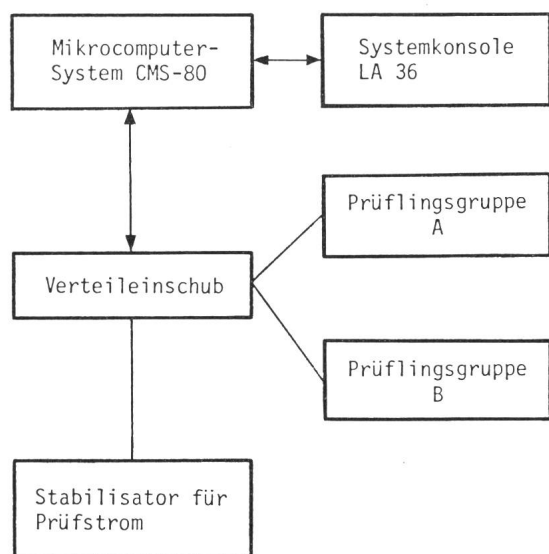 Mikrocomputer-
System CMS-80
Systemkonsole
LA 36
Prüflingsgruppe
A
Verteileinschub
Prüflingsgruppe
B
Stabilisator für
Prüfstrom